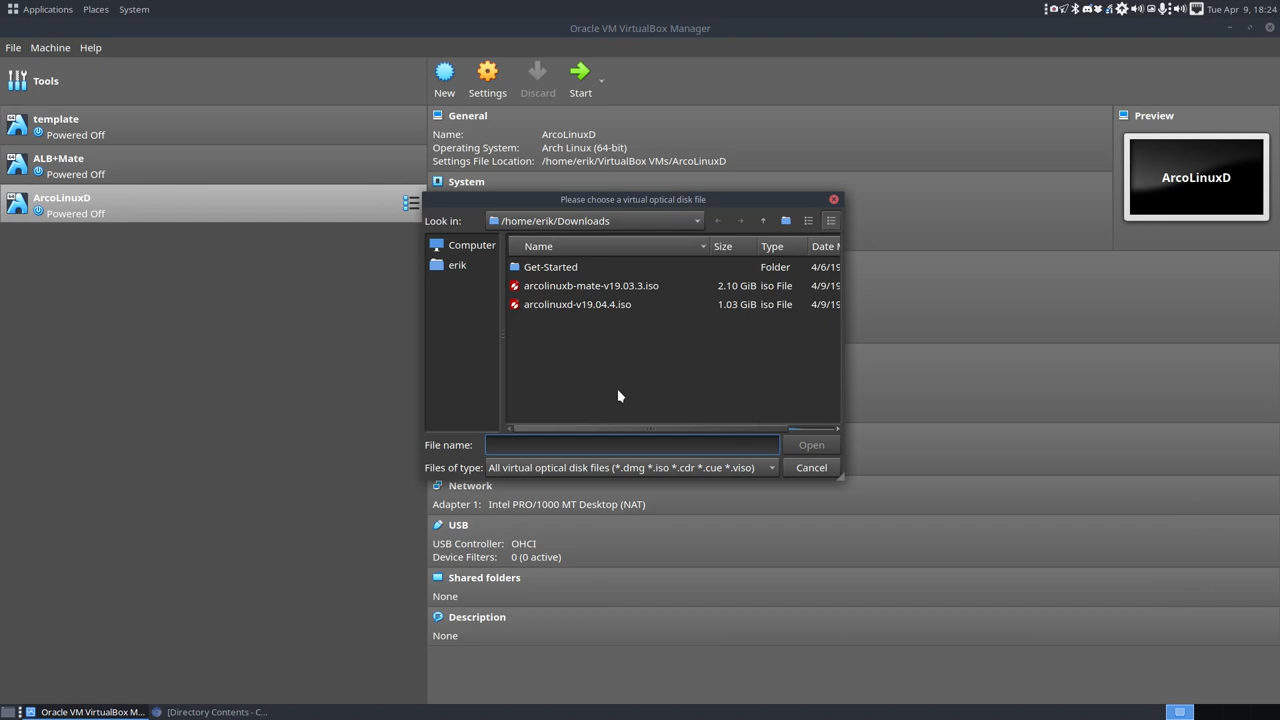 Applications Places System
Tue Apr 9, 18:24
Oracle VM VirtualBox Manager
File Machine Help
Tools
New Settings Discard Start
template
Powered Off
ALB+Mate
Powered Off
ArcoLinuxD
Powered Off
General
Name: ArcoLinuxD
Operating System: Arch Linux (64-bit)
Settings File Location: /home/erik/VirtualBox VMs/ArcoLinuxD
System
Preview
ArcoLinuxD
Please choose a virtual optical disk file
Look in: /home/erik/Downloads
Computer
erik
Name Size Type Date M
Get-Started Folder 4/6/19
arcolinuxb-mate-v19.03.3.iso 2.10 GiB iso File 4/9/19
arcolinuxd-v19.04.4.iso 1.03 GiB iso File 4/9/19
File name: Open
Files of type: All virtual optical disk files (*.dmg *.iso *.cdr *.cue *.viso) Cancel
Network
Adapter 1: Intel PRO/1000 MT Desktop (NAT)
USB
USB Controller: OHCI
Device Filters: 0 (0 active)
Shared folders
None
Description
None
Oracle VM VirtualBox M... [Directory Contents - C...